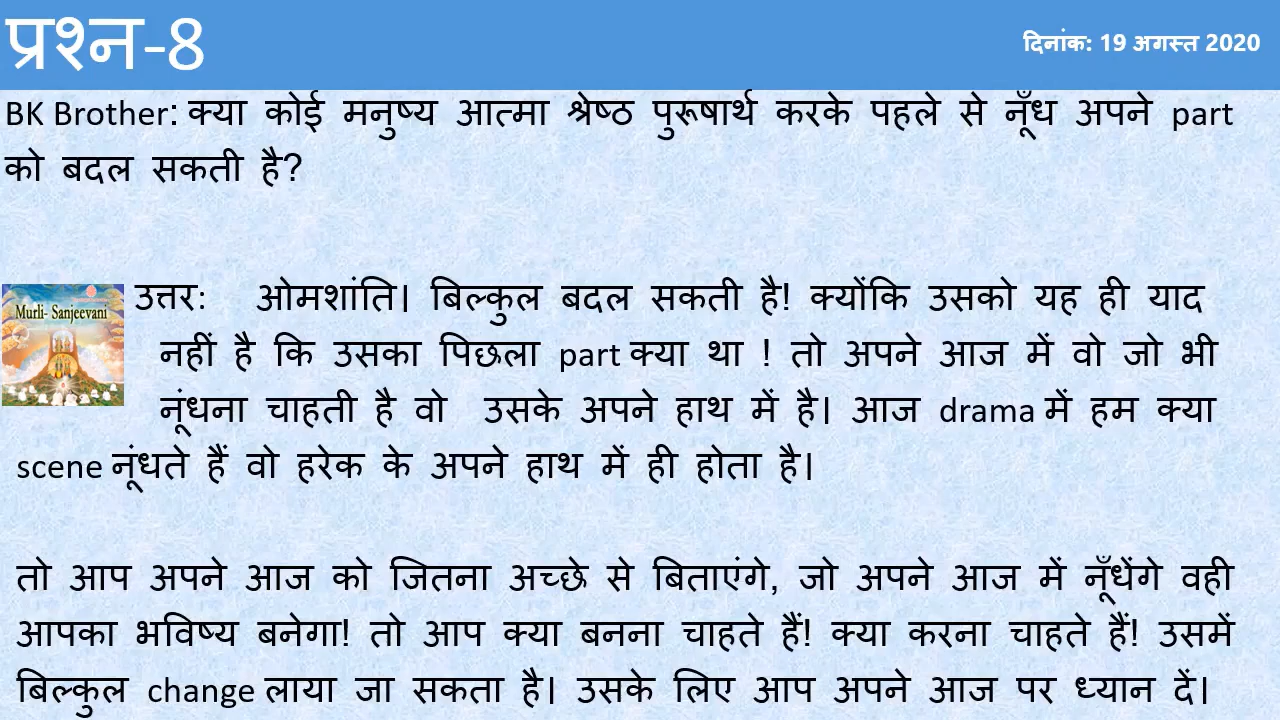 प्रश्न-8
दिनांक: 19 अगस्त 2020
BK Brother: क्या कोई मनुष्य आत्मा श्रेष्ठ पुरूषार्थ करके पहले से नूँध अपने part
को बदल सकती है?
Murli- Sanjeevani
उत्तर: ओमशांति। बिल्कुल बदल सकती है! क्योंकि उसको यह ही याद
नहीं है कि उसका पिछला part क्या था ! तो अपने आज में वो जो भी
नूंधना चाहती है वो उसके अपने हाथ में है। आज drama में हम क्या
scene नूंधते हैं वो हरेक के अपने हाथ में ही होता है।
तो आप अपने आज को जितना अच्छे से बिताएंगे, जो अपने आज में नूँधेंगे वही
आपका भविष्य बनेगा! तो आप क्या बनना चाहते हैं! क्या करना चाहते हैं! उसमें
बिल्कुल change लाया जा सकता है। उसके लिए आप अपने आज पर ध्यान दें।